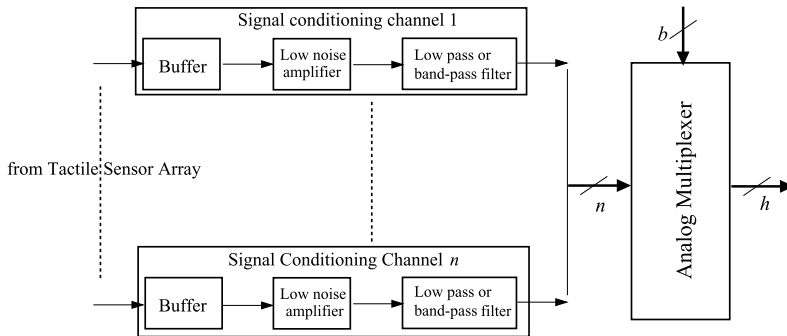 Signal conditioning channel 1
Buffer
Low noise
amplifier
Low pass or
band-pass filter
b
from Tactile Sensor Array
n
Analog Multiplexer
h
Signal Conditioning Channel n
Buffer
Low noise
amplifier
Low pass or
band-pass filter